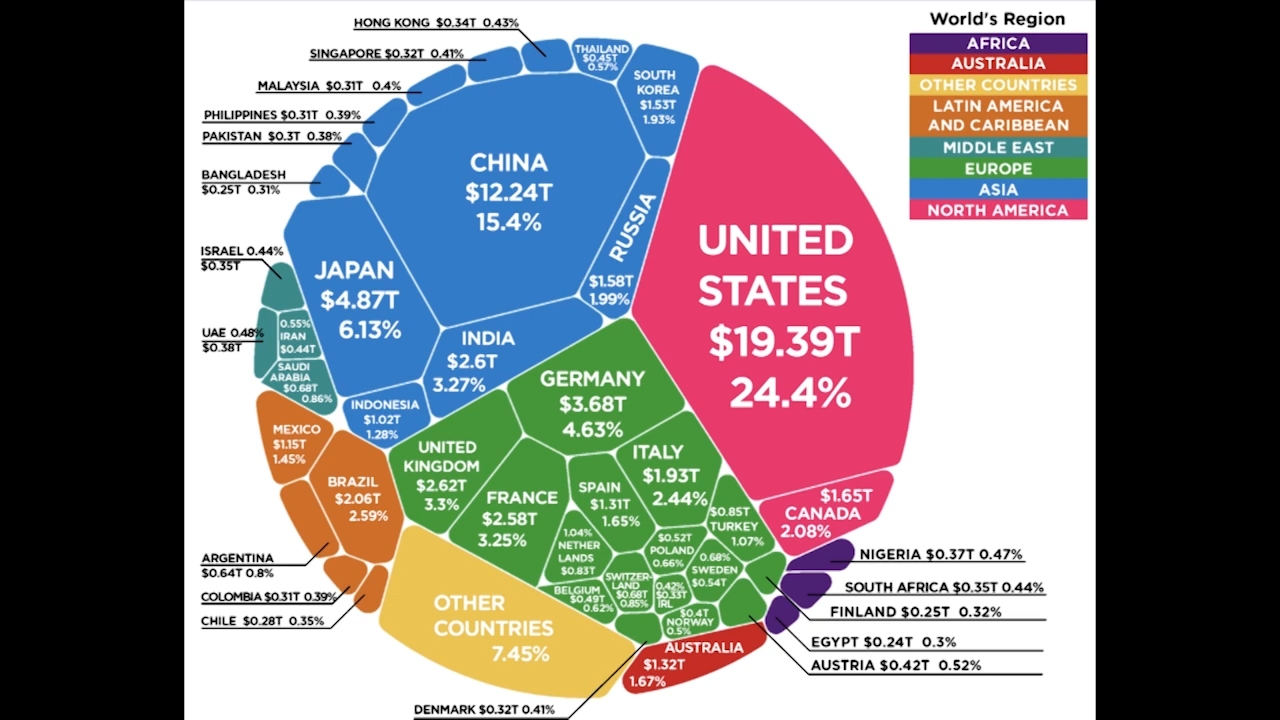 World's Region
AFRICA
AUSTRALIA
OTHER COUNTRIES
LATIN AMERICA
AND CARIBBEAN
MIDDLE EAST
EUROPE
ASIA
NORTH AMERICA
HONG KONG $0.34T 0.43%
SINGAPORE $0.32T 0.41%
MALAYSIA $0.31T 0.4%
PHILIPPINES $0.31T 0.39%
PAKISTAN $0.3T 0.38%
BANGLADESH
$0.25T 0.31%
THAILAND
$0.45T
0.57%
SOUTH
KOREA
$1.53T
1.93%
CHINA
$12.24T
15.4%
RUSSIA
$1.58T
1.99%
UNITED
STATES
$19.39T
24.4%
ISRAEL 0.44%
$0.35T
JAPAN
$4.87T
6.13%
UAE 0.48%
$0.38T
0.55%
IRAN
$0.44T
SAUDI
ARABIA
$0.68T
0.86%
INDIA
$2.6T
3.27%
INDONESIA
$1.02T
1.28%
GERMANY
$3.68T
4.63%
MEXICO
$1.15T
1.45%
BRAZIL
$2.06T
2.59%
UNITED
KINGDOM
$2.62T
3.3%
FRANCE
$2.58T
3.25%
SPAIN
$1.31T
1.65%
ITALY
$1.93T
2.44%
$0.85T
TURKEY
1.07%
$1.65T
CANADA
2.08%
1.04%
NETHER
LANDS
$0.83T
$0.52T
POLAND
0.66%
0.68%
SWEDEN
$0.54T
SWITZER-
LAND
$0.68T
0.85%
0.42%
$0.33T
IRL
BELGIUM
$0.49T
0.62%
$0.4T
NORWAY
0.5%
ARGENTINA
$0.64T 0.8%
COLOMBIA $0.31T 0.39%
CHILE $0.28T 0.35%
OTHER
COUNTRIES
7.45%
AUSTRALIA
$1.32T
1.67%
NIGERIA $0.37T 0.47%
SOUTH AFRICA $0.35T 0.44%
FINLAND $0.25T 0.32%
EGYPT $0.24T 0.3%
AUSTRIA $0.42T 0.52%
DENMARK $0.32T 0.41%